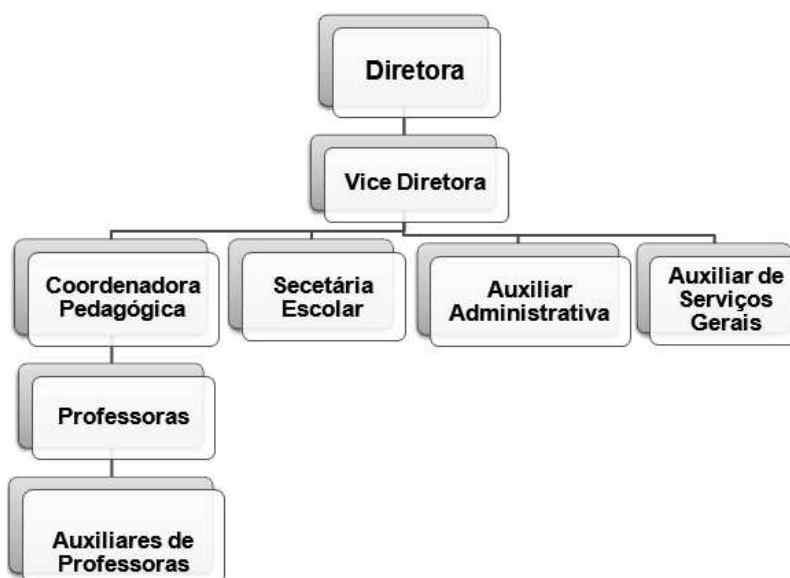 Diretora
Vice Diretora
Coordenadora
Pedagógica
Secetária
Escolar
Auxiliar
Administrativa
Auxiliar de
Serviços
Gerais
Professoras
Auxiliares de
Professoras